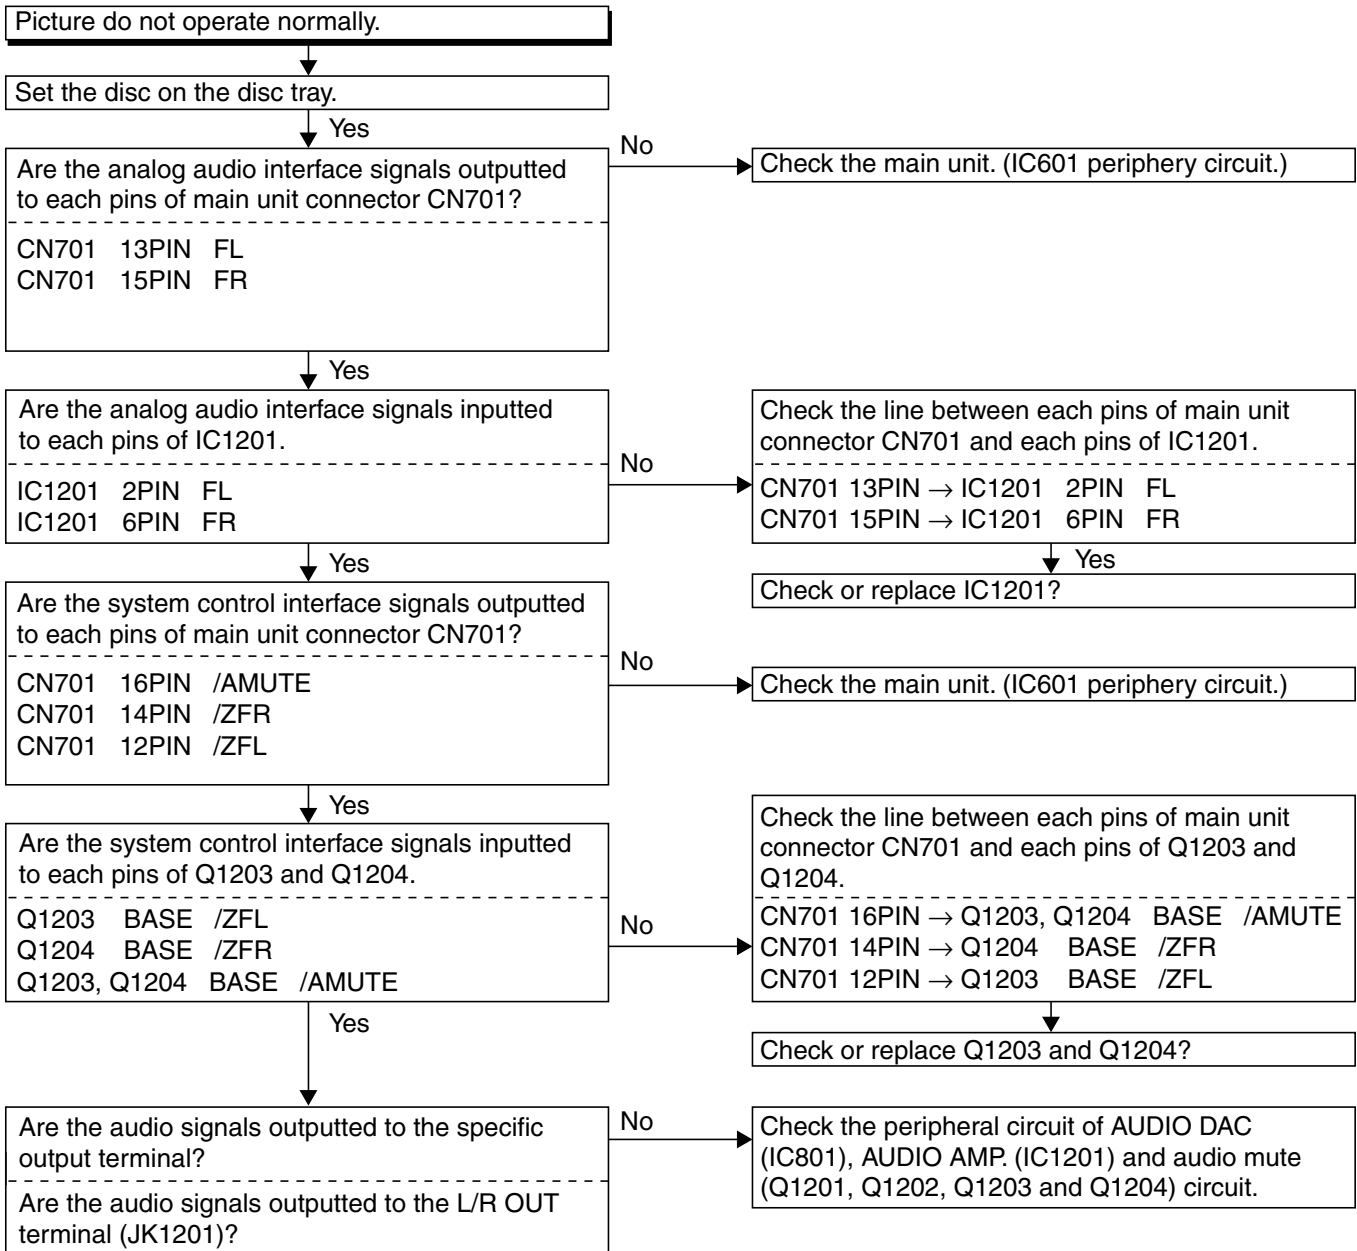 Picture do not operate normally.
Set the disc on the disc tray.
Yes
Are the analog audio interface signals outputted
to each pins of main unit connector CN701?
CN701 13PIN FL
CN701 15PIN FR
No
Check the main unit. (IC601 periphery circuit.)
Yes
Are the analog audio interface signals inputted
to each pins of IC1201.
IC1201 2PIN FL
IC1201 6PIN FR
No
Check the line between each pins of main unit
connector CN701 and each pins of IC1201.
CN701 13PIN → IC1201 2PIN FL
CN701 15PIN → IC1201 6PIN FR
Yes
Check or replace IC1201?
Yes
Are the system control interface signals outputted
to each pins of main unit connector CN701?
CN701 16PIN /AMUTE
CN701 14PIN /ZFR
CN701 12PIN /ZFL
No
Check the main unit. (IC601 periphery circuit.)
Yes
Are the system control interface signals inputted
to each pins of Q1203 and Q1204.
Q1203 BASE /ZFL
Q1204 BASE /ZFR
Q1203, Q1204 BASE /AMUTE
No
Check the line between each pins of main unit
connector CN701 and each pins of Q1203 and
Q1204.
CN701 16PIN → Q1203, Q1204 BASE /AMUTE
CN701 14PIN → Q1204 BASE /ZFR
CN701 12PIN → Q1203 BASE /ZFL
Check or replace Q1203 and Q1204?
Yes
Are the audio signals outputted to the specific
output terminal?
Are the audio signals outputted to the L/R OUT
terminal (JK1201)?
No
Check the peripheral circuit of AUDIO DAC
(IC801), AUDIO AMP. (IC1201) and audio mute
(Q1201, Q1202, Q1203 and Q1204) circuit.